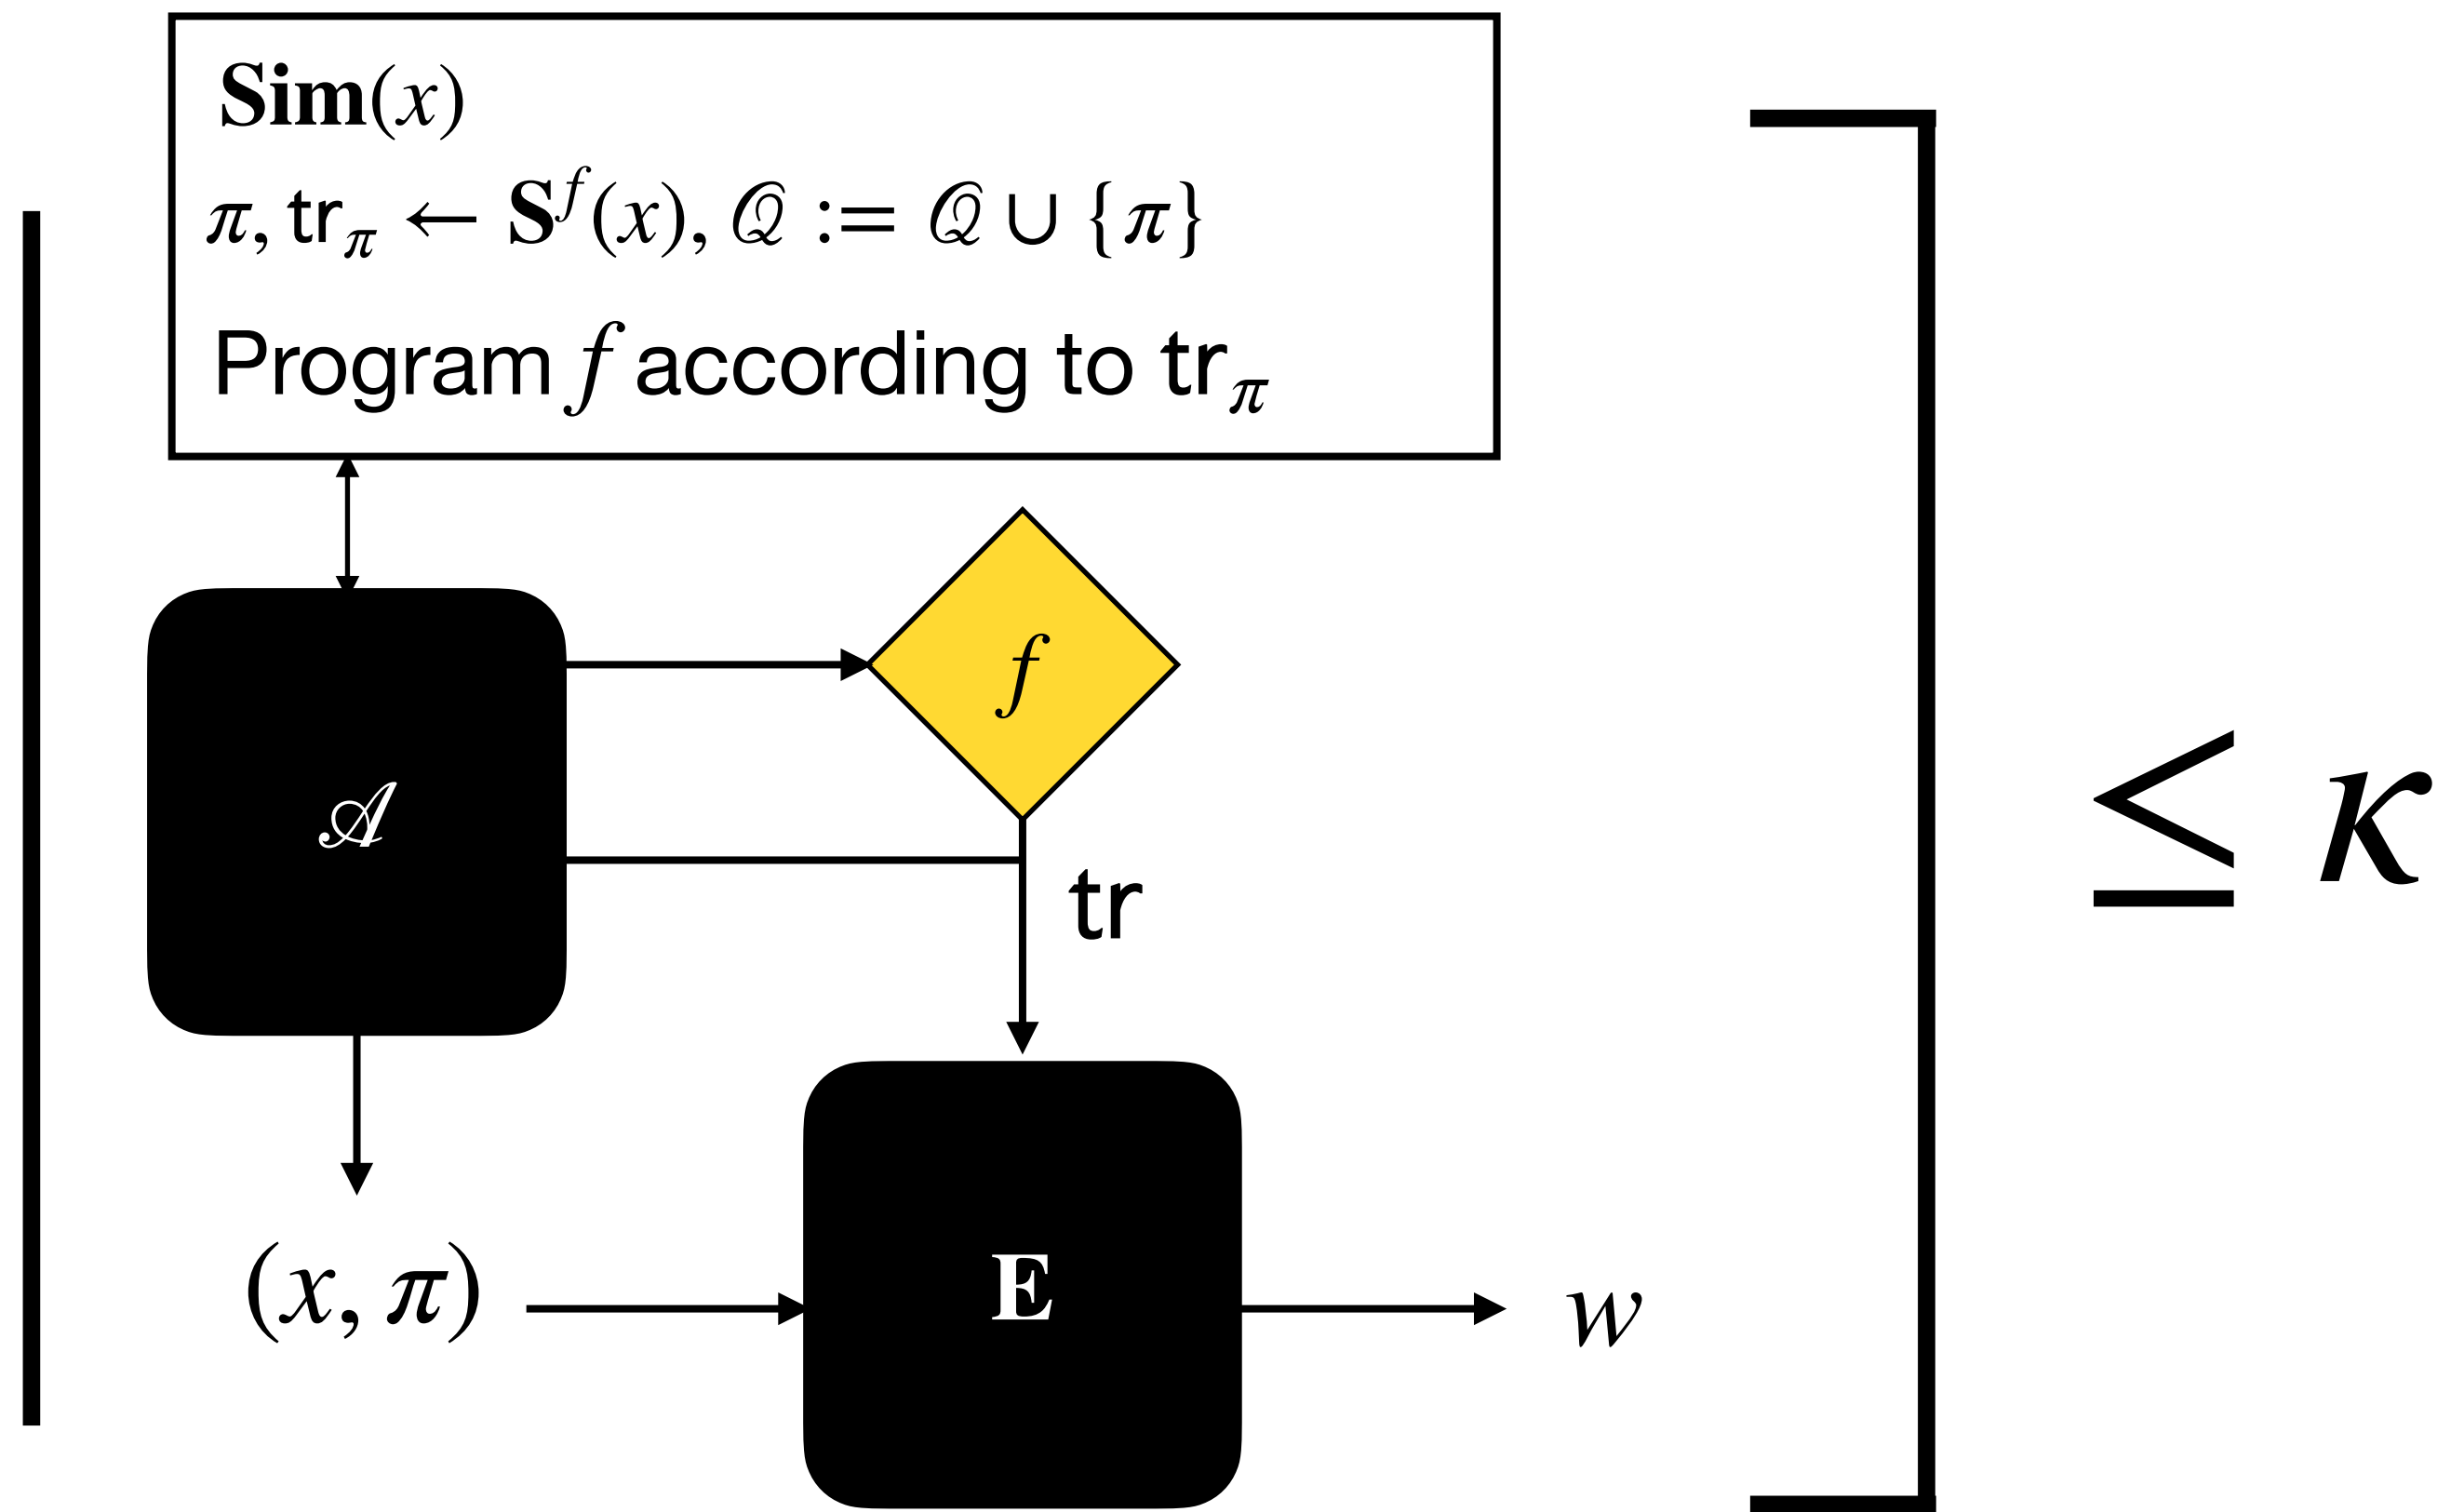 Sim(x)
π, tr_π ← S^f(x), 𝒬 := 𝒬 ∪ {π}
Program f according to tr_π
f
𝒜
tr
≤ κ
(x, π)
E
w